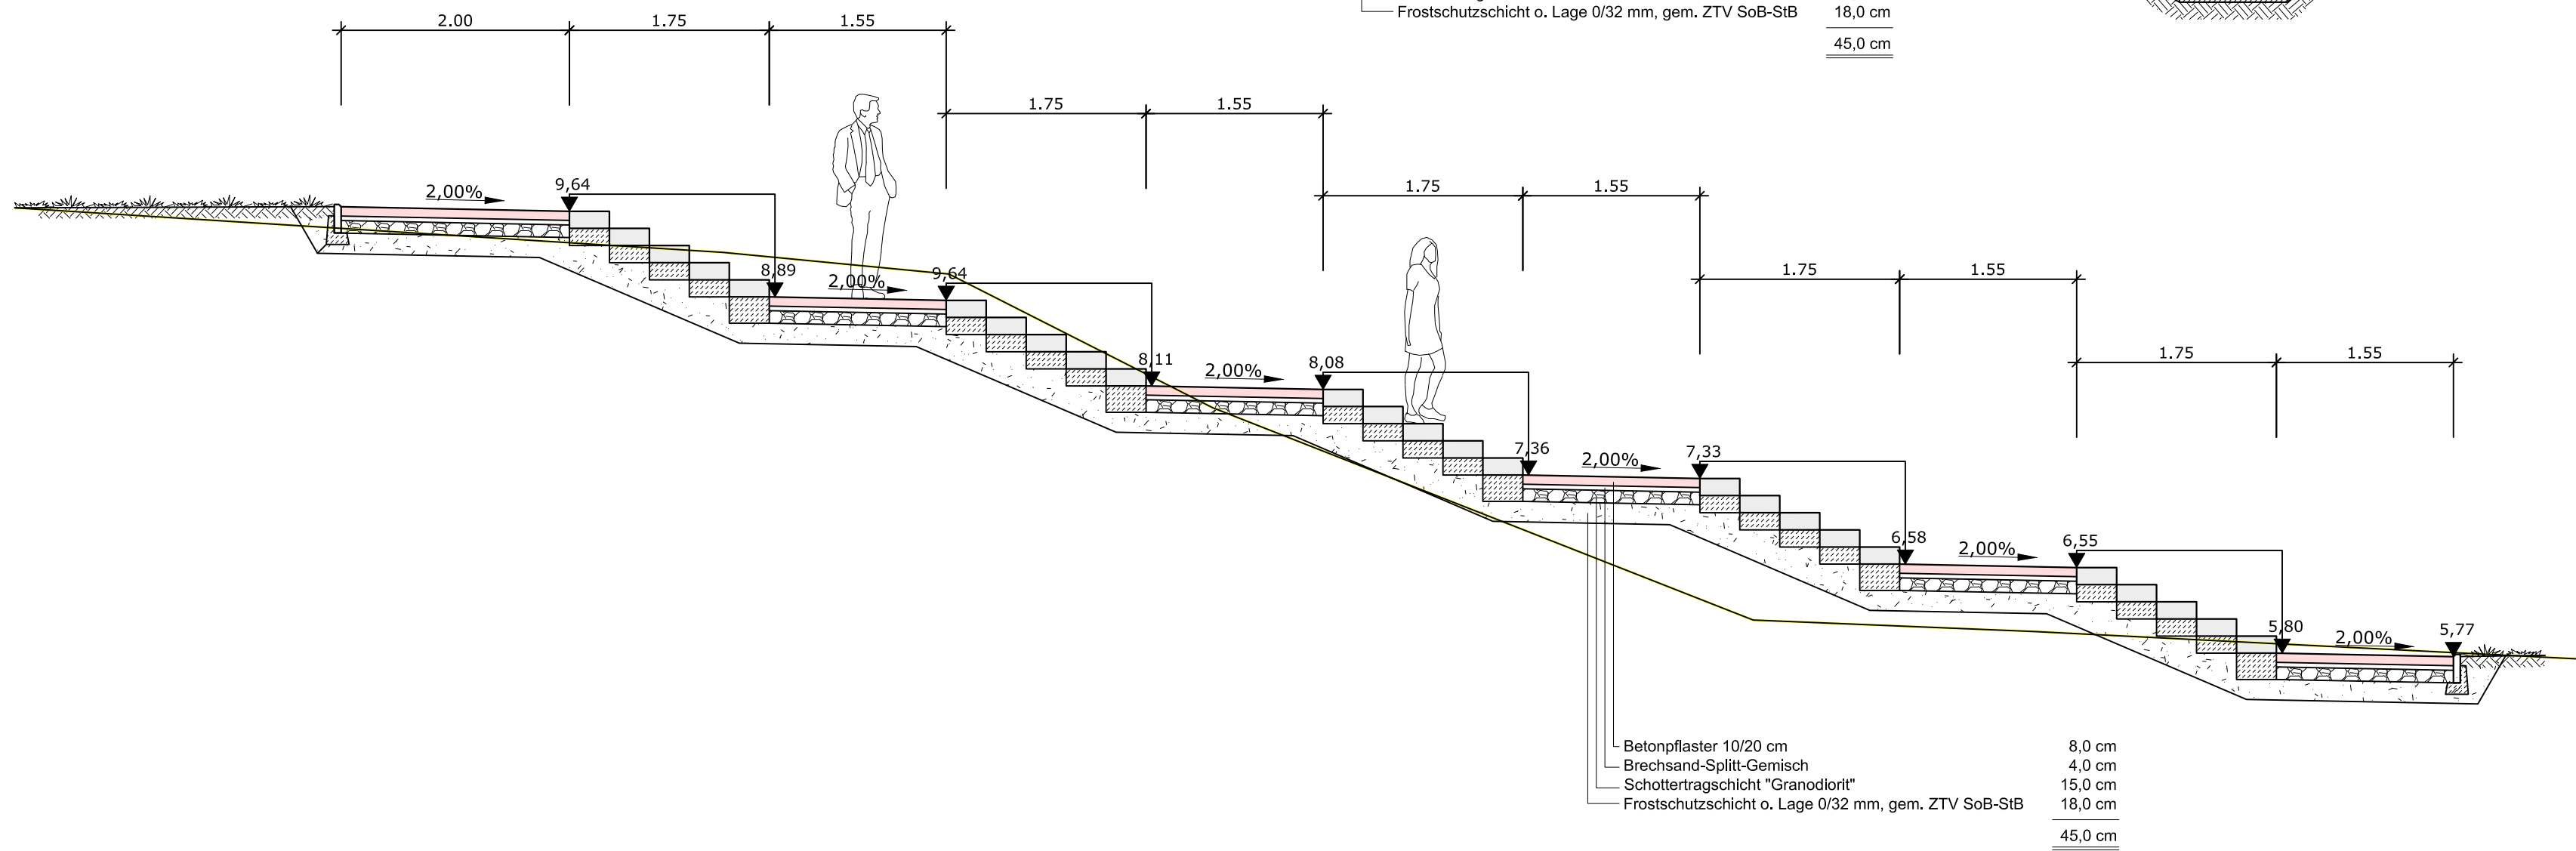 Frostschutzschicht o. Lage 0/32 mm, gem. ZTV SoB-StB 18,0 cm
45,0 cm
2.00 1.75 1.55
1.75 1.55
1.75 1.55
1.75 1.55
1.75 1.55
2,00% 9,64
8,89 2,00% 9,64
8,11 2,00% 8,08
7,36 2,00% 7,33
6,58 2,00% 6,55
5,80 2,00% 5,77
Betonpflaster 10/20 cm 8,0 cm
Brechsand-Splitt-Gemisch 4,0 cm
Schottertragschicht "Granodiorit" 15,0 cm
Frostschutzschicht o. Lage 0/32 mm, gem. ZTV SoB-StB 18,0 cm
45,0 cm